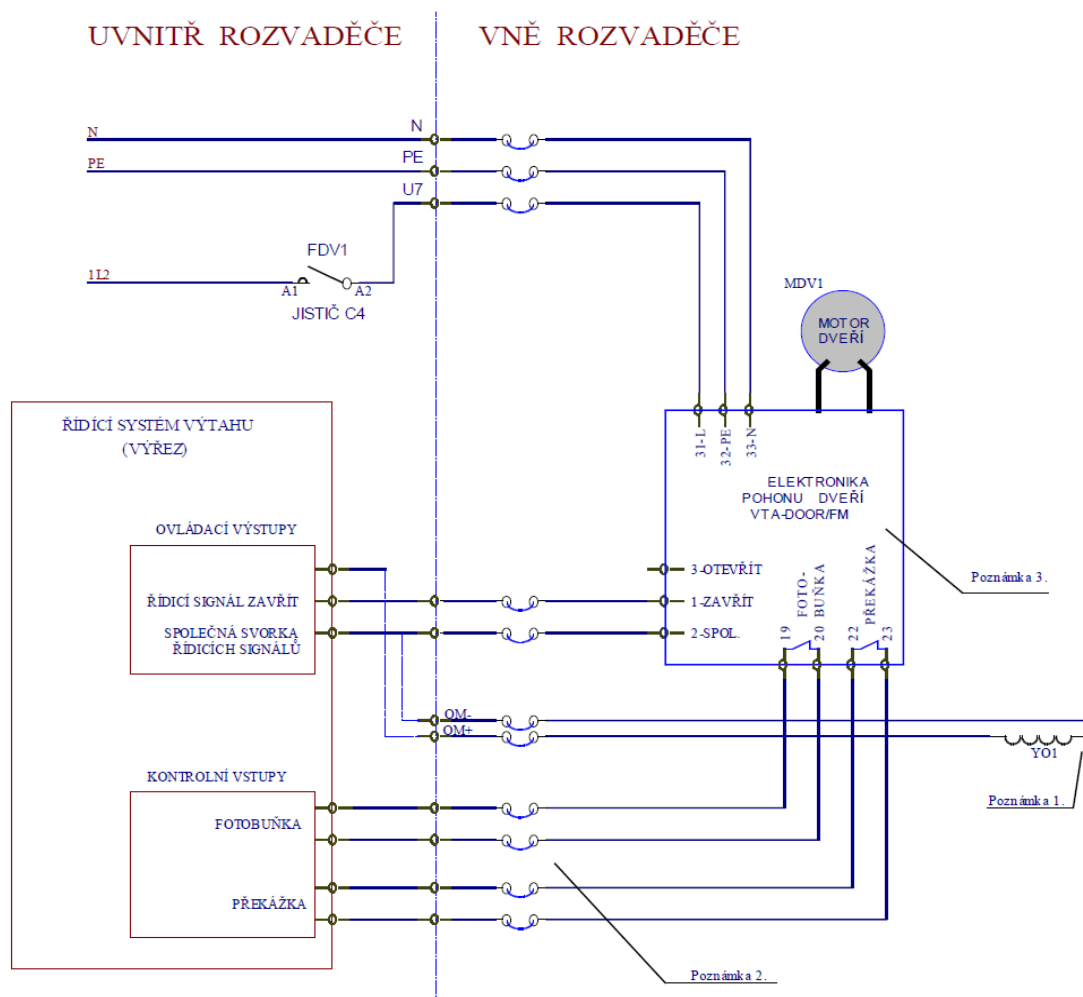 UVNITŘ ROZVADĚČE
VNĚ ROZVADĚČE
N
N
PE
PE
U7
FDV1
1L2
A1
A2
JISTIČ C4
MDV1
MOTOR
DVEŘÍ
ŘÍDÍCÍ SYSTÉM VÝTAHU
(VÝŘEZ)
31-L
32-PE
33-N
ELEKTRONIKA
POHONU DVEŘÍ
VTA-DOOR/FM
OVLÁDACÍ VÝSTUPY
3-OTEVŘÍT
Poznámka 3.
ŘÍDICÍ SIGNÁL ZAVŘÍT
1-ZAVŘÍT
SPOLEČNÁ SVORKA
ŘÍDICÍCH SIGNÁLŮ
2-SPOL.
FOTO-
BUŇKA
PŘEKÁŽKA
19
20
22
23
OM-
OM+
YO1
KONTROLNÍ VSTUPY
Poznámka 1.
FOTOBUŇKA
PŘEKÁŽKA
Poznámka 2.